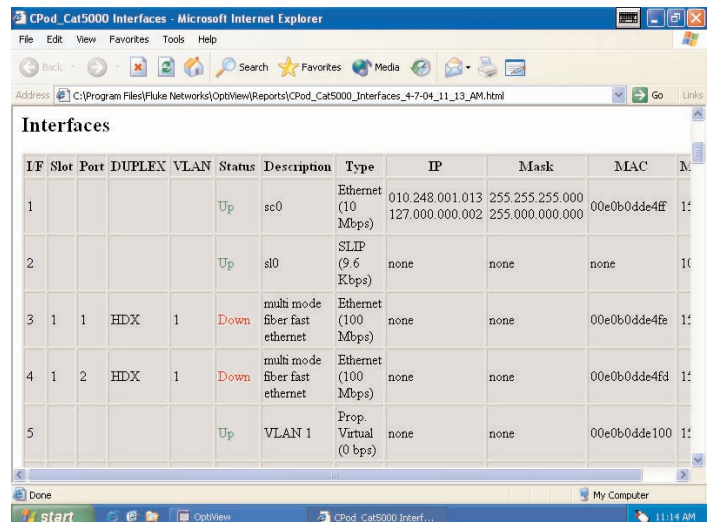 CPod_Cat5000 Interfaces - Microsoft Internet Explorer
File Edit View Favorites Tools Help
Back Search Favorites Media
Address C:\Program Files\Fluke Networks\OptiView\Reports\CPod_Cat5000_Interfaces_4-7-04_11_13_AM.html Go Links
Interfaces
I/F Slot Port DUPLEX VLAN Status Description Type IP Mask MAC
1 Up sc0 Ethernet (10 Mbps) 010.248.001.013 127.000.000.002 255.255.255.000 255.000.000.000 00e0b0dde4ff
2 Up sl0 SLIP (9.6 Kbps) none none none
3 1 1 HDX 1 Down multi mode fiber fast ethernet Ethernet (100 Mbps) none none 00e0b0dde4fe
4 1 2 HDX 1 Down multi mode fiber fast ethernet Ethernet (100 Mbps) none none 00e0b0dde4fd
5 Up VLAN 1 Prop. Virtual (0 bps) none none 00e0b0dde100
Done My Computer
start OptiView CPod_Cat5000 Interf... 11:14 AM